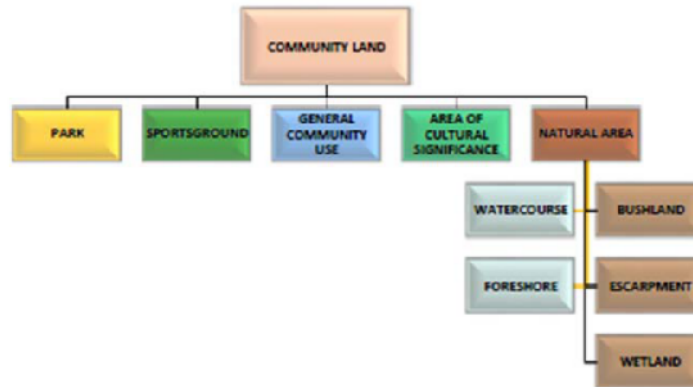 COMMUNITY LAND
PARK
SPORTSGROUND
GENERAL
COMMUNITY
USE
AREA OF
CULTURAL
SIGNIFICANCE
NATURAL AREA
WATERCOURSE
BUSHLAND
FORESHORE
ESCARPMENT
WETLAND